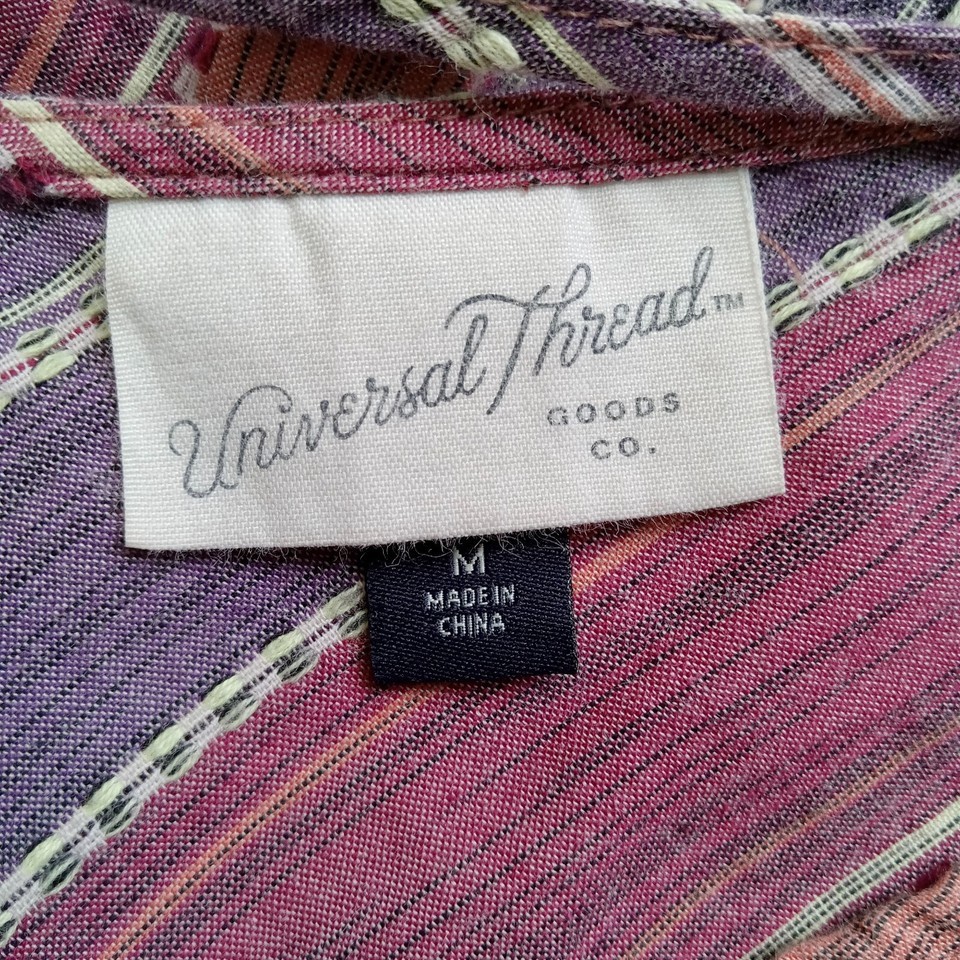 Universal Thread™
GOODS
CO.
M
MADE IN
CHINA